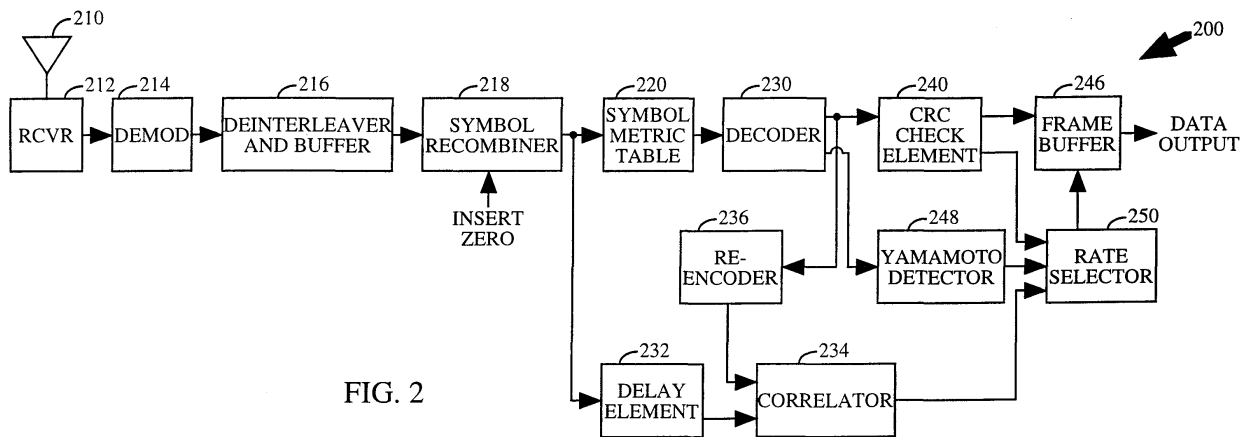 210
200
212
214
216
218
220
230
240
246
RCVR
DEMOD
DEINTERLEAVER
AND BUFFER
SYMBOL
RECOMBINER
SYMBOL
METRIC
TABLE
DECODER
CRC
CHECK
ELEMENT
FRAME
BUFFER
DATA
OUTPUT
INSERT
ZERO
236
248
250
RE-
ENCODER
YAMAMOTO
DETECTOR
RATE
SELECTOR
232
234
FIG. 2
DELAY
ELEMENT
CORRELATOR